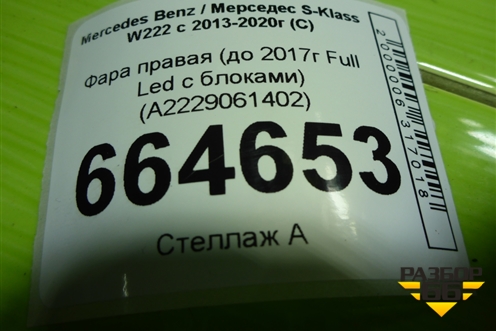 Mercedes Benz / Мерседес S-Klass
W222 с 2013-2020г (С)
Фара правая (до 2017г Full
Led с блоками)
(A2229061402)
664653
Стеллаж А
2000006317018
РАЗБОР
66